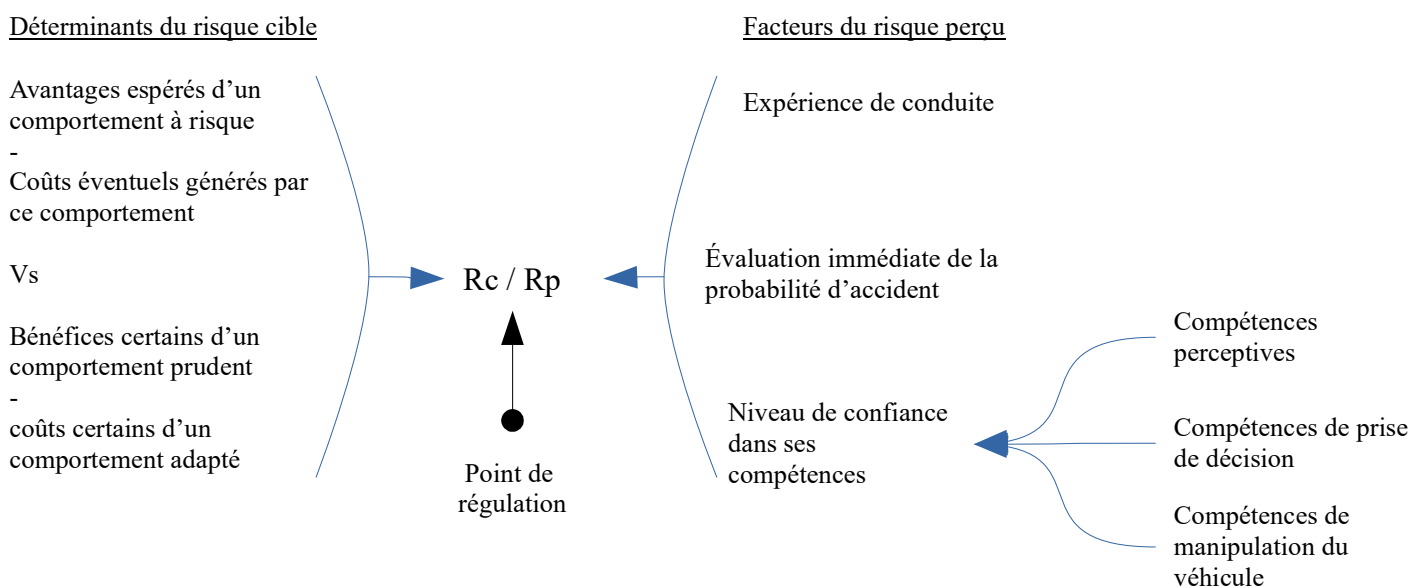 Déterminants du risque cible
Avantages espérés d’un
comportement à risque
-
Coûts éventuels générés par
ce comportement
Vs
Bénéfices certains d’un
comportement prudent
-
coûts certains d’un
comportement adapté
Rc / Rp
Point de
régulation
Facteurs du risque perçu
Expérience de conduite
Évaluation immédiate de la
probabilité d’accident
Niveau de confiance
dans ses
compétences
Compétences
perceptives
Compétences de prise
de décision
Compétences de
manipulation du
véhicule